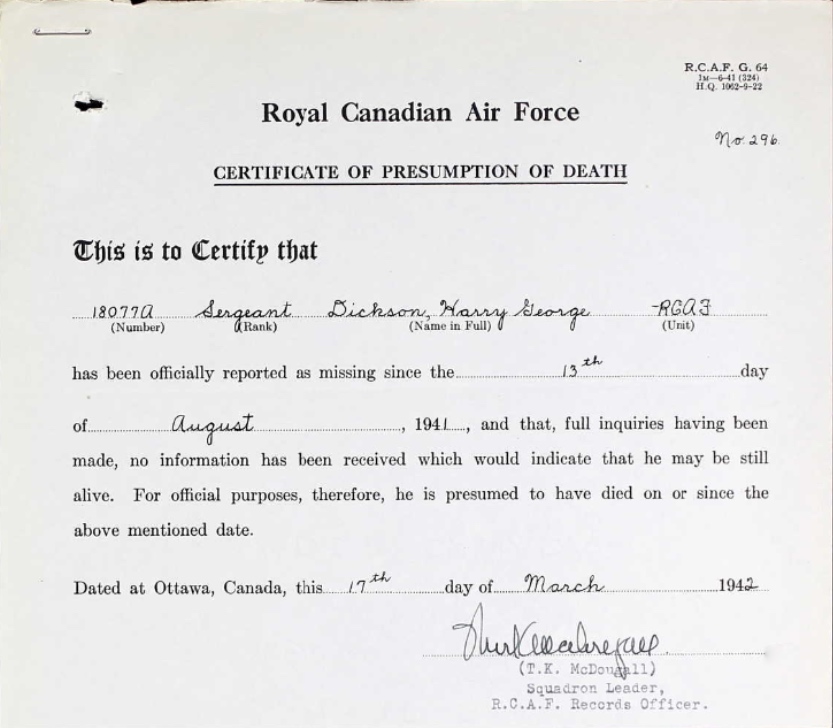 R.C.A.F. G. 64
1M—6-41 (324)
H.Q. 1062-9-22
Royal Canadian Air Force
No. 296
CERTIFICATE OF PRESUMPTION OF DEATH
This is to Certify that
18077A Sergeant Dickson, Harry George RCAF
(Number) (Rank) (Name in Full) (Unit)
has been officially reported as missing since the 13th day
of August, 1941, and that, full inquiries having been
made, no information has been received which would indicate that he may be still
alive. For official purposes, therefore, he is presumed to have died on or since the
above mentioned date.
Dated at Ottawa, Canada, this 17th day of March 1942
(T.K. McDougall)
Squadron Leader,
R.C.A.F. Records Officer.